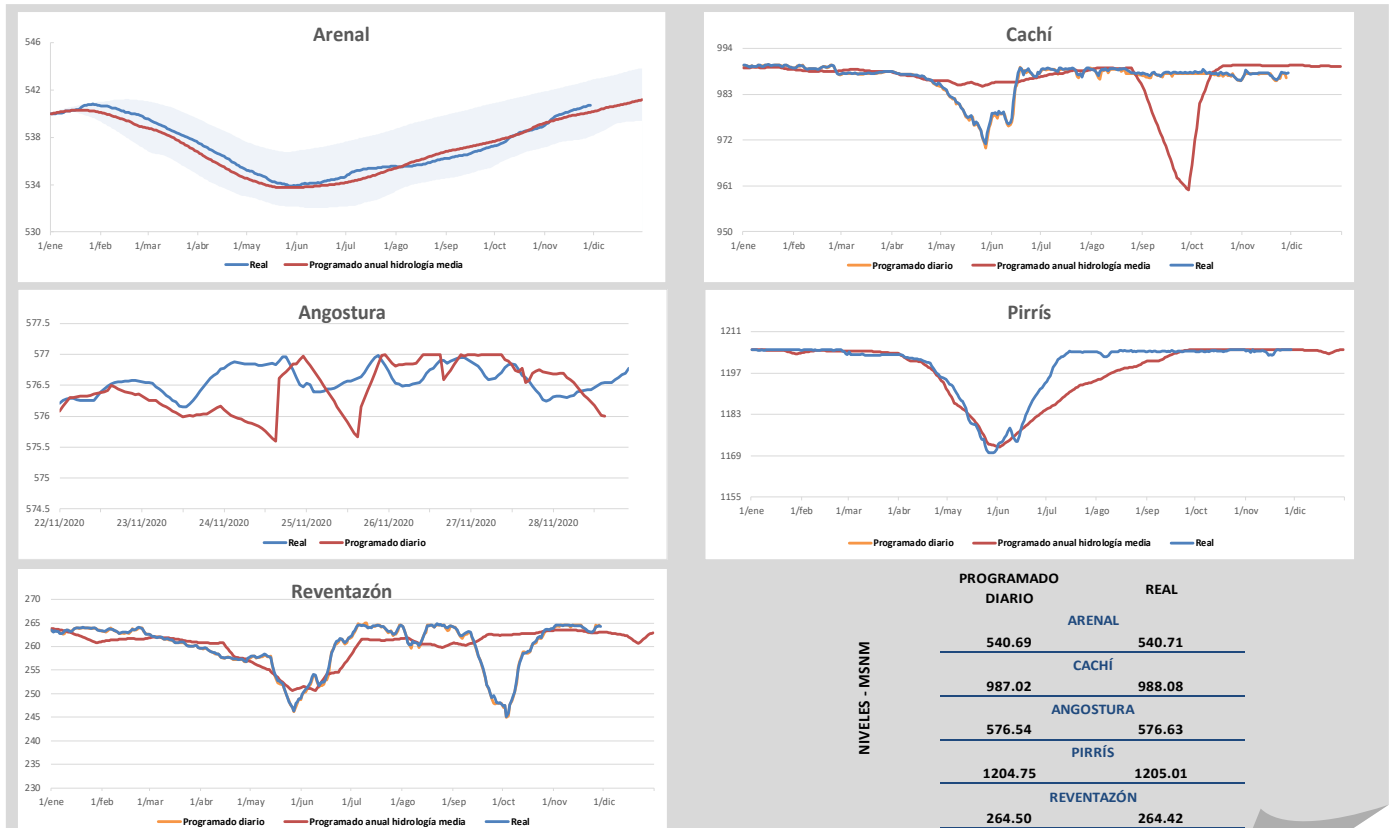 Arenal
546
542
538
534
530
1/ene 1/feb 1/mar 1/abr 1/may 1/jun 1/jul 1/ago 1/sep 1/oct 1/nov 1/dic
Real Programado anual hidrología media
Cachí
994
983
972
961
950
1/ene 1/feb 1/mar 1/abr 1/may 1/jun 1/jul 1/ago 1/sep 1/oct 1/nov 1/dic
Programado diario Programado anual hidrología media Real
Angostura
577.5
577
576.5
576
575.5
575
574.5
22/11/2020 23/11/2020 24/11/2020 25/11/2020 26/11/2020 27/11/2020 28/11/2020
Real Programado diario
Pirrís
1211
1197
1183
1169
1155
1/ene 1/feb 1/mar 1/abr 1/may 1/jun 1/jul 1/ago 1/sep 1/oct 1/nov 1/dic
Programado diario Programado anual hidrología media Real
Reventazón
270
265
260
255
250
245
240
235
230
1/ene 1/feb 1/mar 1/abr 1/may 1/jun 1/jul 1/ago 1/sep 1/oct 1/nov 1/dic
Programado diario Programado anual hidrología media Real
NIVELES - MSNM
PROGRAMADO
DIARIO
REAL
ARENAL
540.69 540.71
CACHÍ
987.02 988.08
ANGOSTURA
576.54 576.63
PIRRÍS
1204.75 1205.01
REVENTAZÓN
264.50 264.42